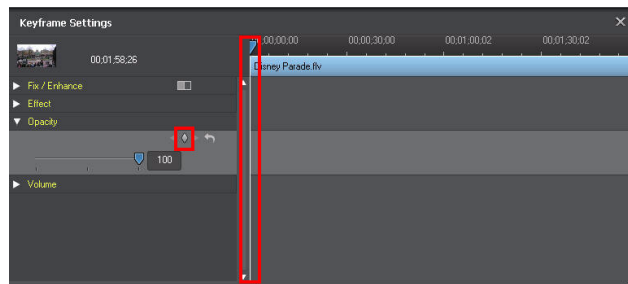 Keyframe Settings
00;00;00;00 00;00;30;00 00;01;00;02 00;01;30;02
00;01;58;26
Disney Parade.flv
Fix / Enhance
Effect
Opacity
100
Volume